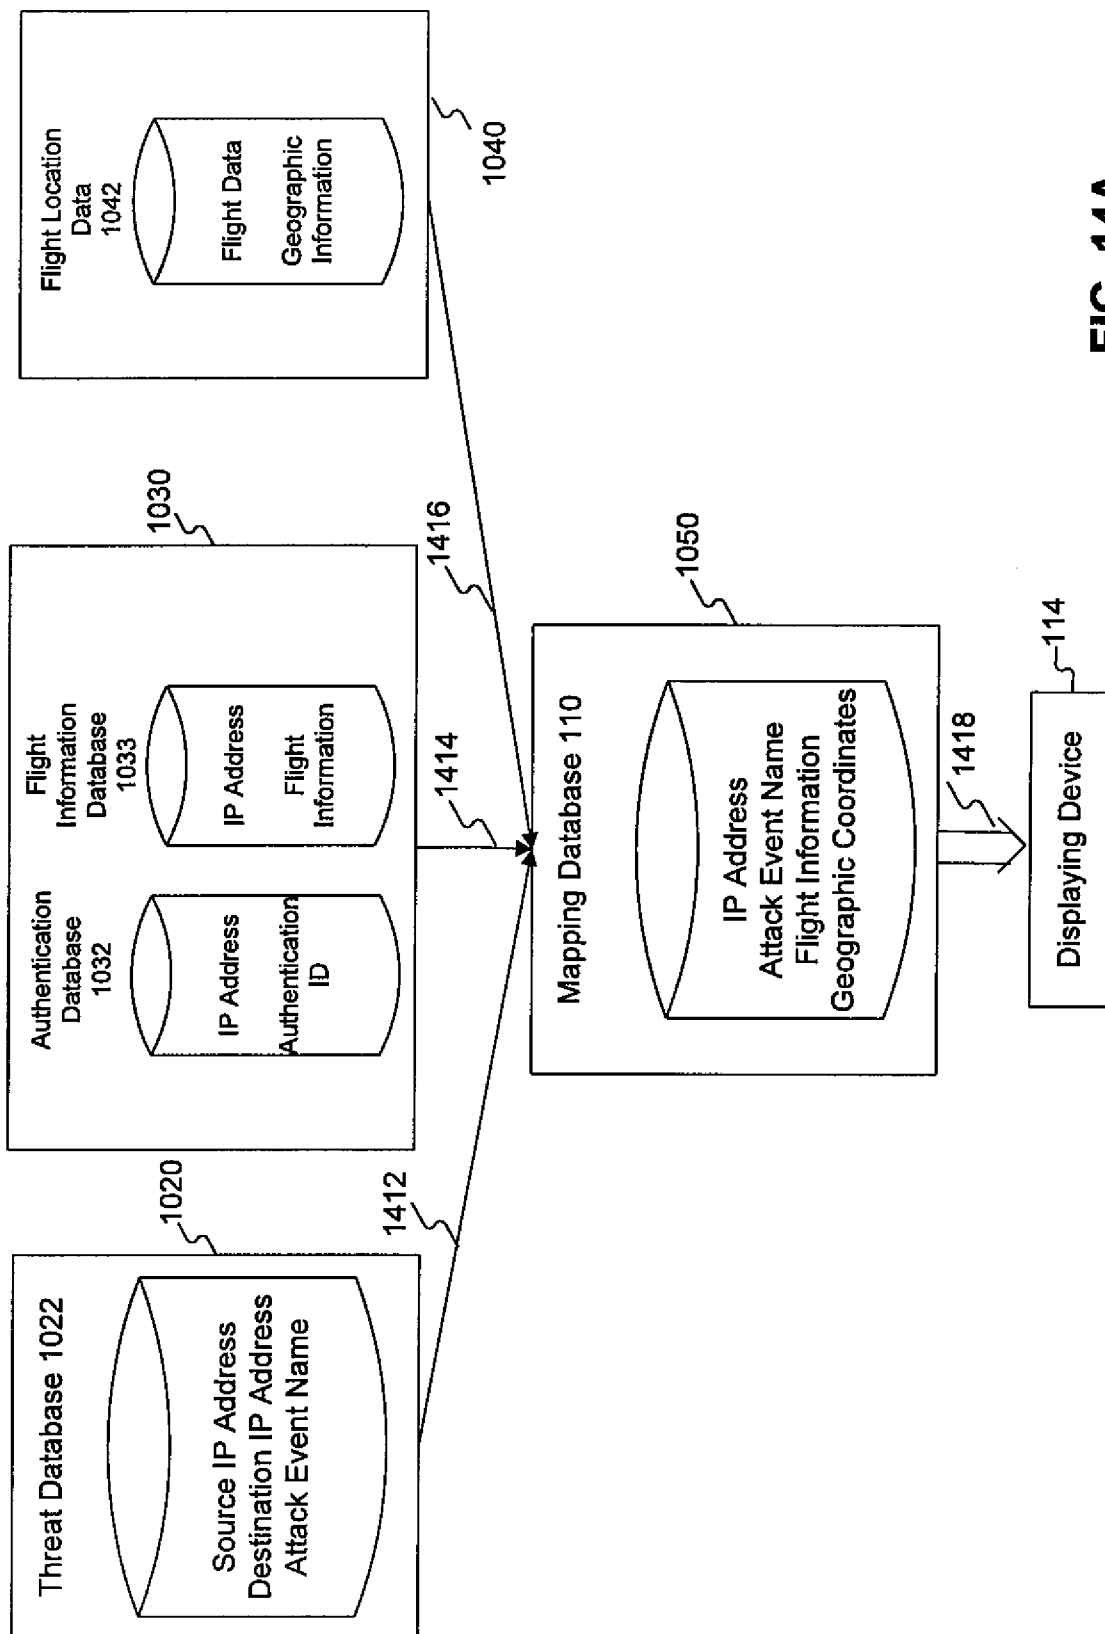 Threat Database 1022
Source IP Address
Destination IP Address
Attack Event Name
1020
Authentication
Database
1032
IP Address
Authentication
ID
Flight
Information
Database
1033
IP Address
Flight
Information
1030
Flight Location
Data
1042
Flight Data
Geographic
Information
1040
1412
1414
1416
Mapping Database 110
IP Address
Attack Event Name
Flight Information
Geographic Coordinates
1050
1418
Displaying Device
114
FIG. 14A